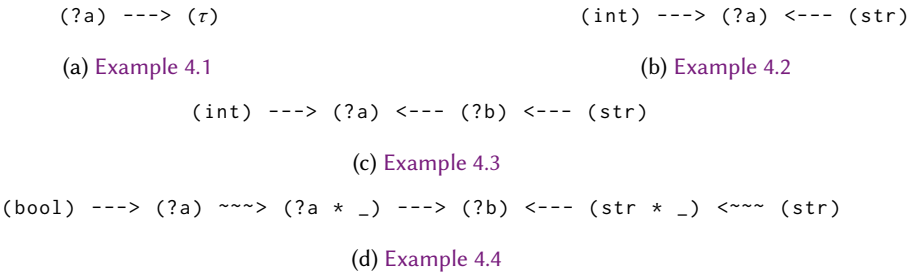 (?a) ---> (τ) (int) ---> (?a) <--- (str)
(a) Example 4.1 (b) Example 4.2
(int) ---> (?a) <--- (?b) <--- (str)
(c) Example 4.3
(bool) ---> (?a) ~~~> (?a * _) ---> (?b) <--- (str * _) <~~~ (str)
(d) Example 4.4